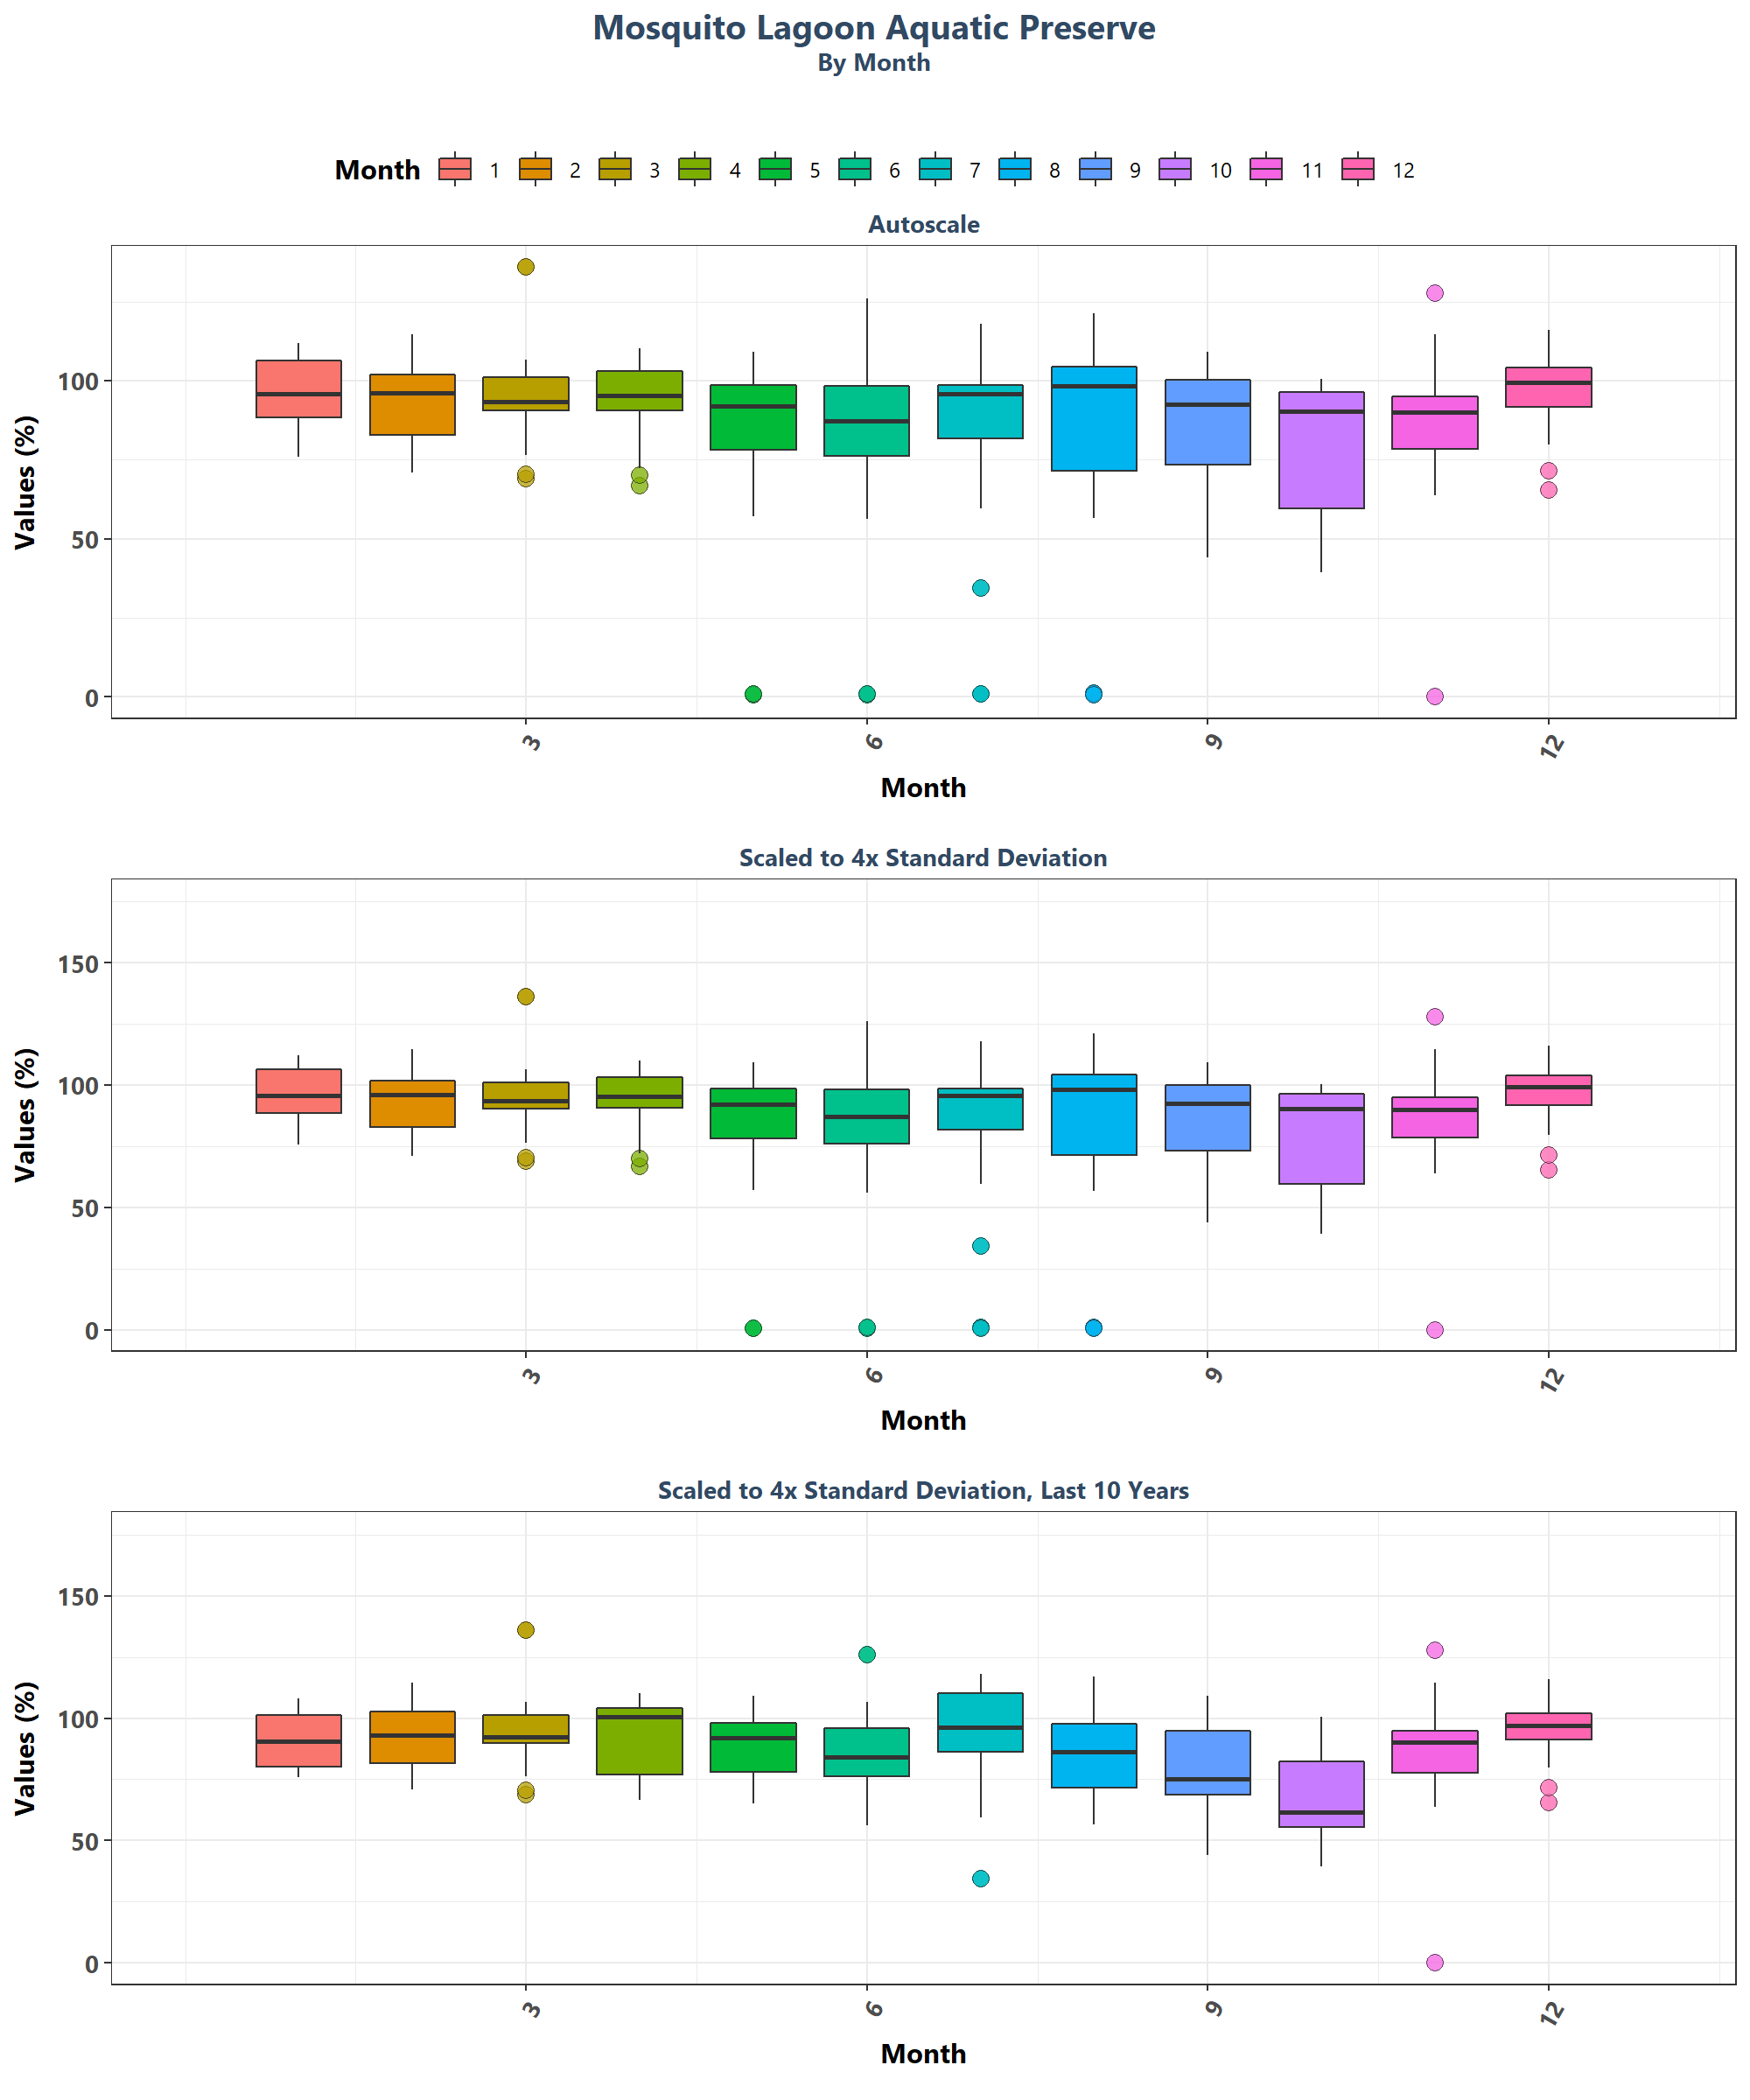 Mosquito Lagoon Aquatic Preserve
By Month
Month 1 2 3 4 5 6 7 8 9 10 11 12
Autoscale
Values (%)
100
50
0
3 6 9 12
Month
Scaled to 4x Standard Deviation
Values (%)
150
100
50
0
3 6 9 12
Month
Scaled to 4x Standard Deviation, Last 10 Years
Values (%)
150
100
50
0
3 6 9 12
Month